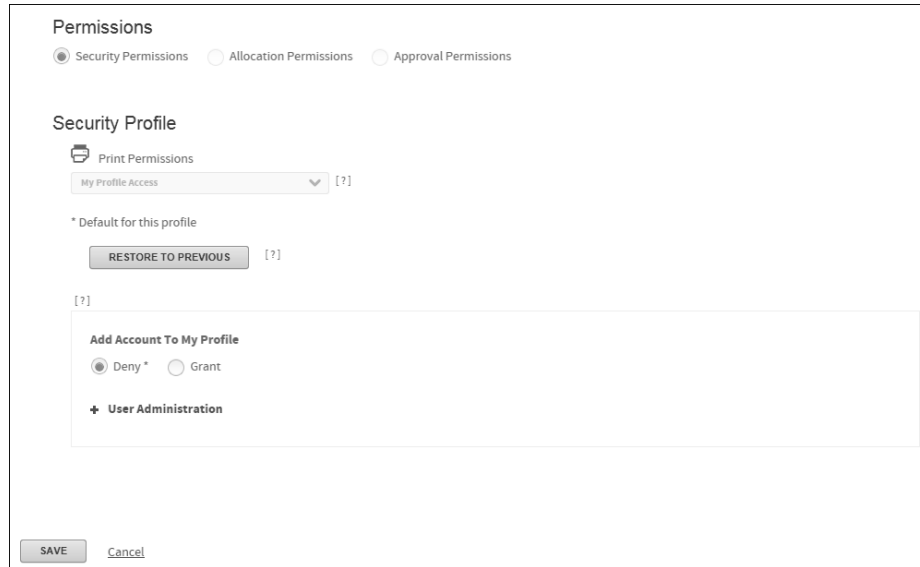 Permissions
Security Permissions Allocation Permissions Approval Permissions
Security Profile
Print Permissions
My Profile Access [?]
* Default for this profile
RESTORE TO PREVIOUS [?]
[?]
Add Account To My Profile
Deny * Grant
+ User Administration
SAVE Cancel